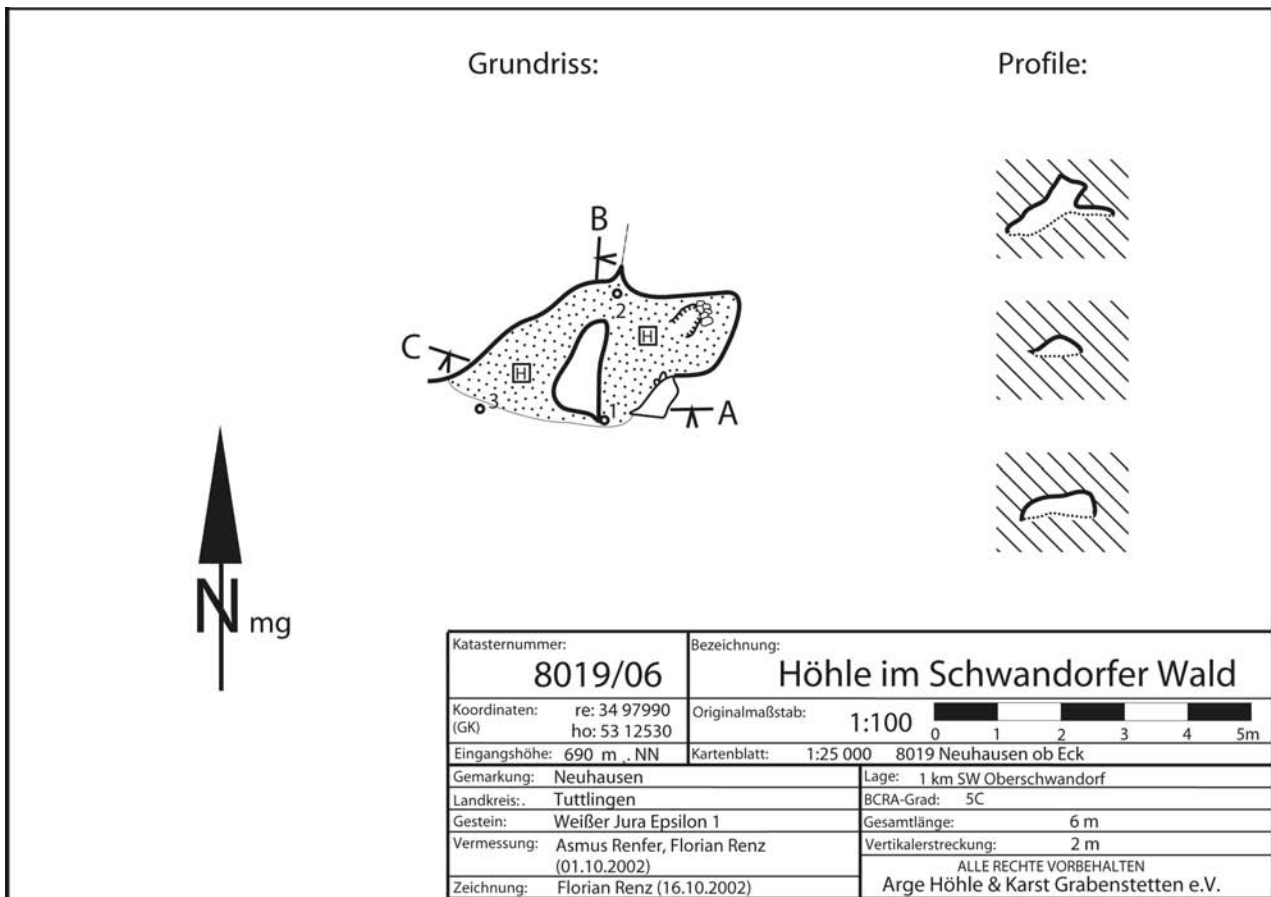 Grundriss:
Profile:
B
2
H
C
H
3
1
A
N mg
Katasternummer:
8019/06
Bezeichnung:
Höhle im Schwandorfer Wald
Koordinaten:
(GK)
re: 34 97990
ho: 53 12530
Originalmaßstab:
1:100
0 1 2 3 4 5m
Eingangshöhe: 690 m ,. NN
Kartenblatt: 1:25 000 8019 Neuhausen ob Eck
Gemarkung: Neuhausen
Lage: 1 km SW Oberschwandorf
Landkreis:. Tuttlingen
BCRA-Grad: 5C
Gestein: Weißer Jura Epsilon 1
Gesamtlänge: 6 m
Vermessung: Asmus Renfer, Florian Renz
(01.10.2002)
Vertikalerstreckung: 2 m
Zeichnung: Florian Renz (16.10.2002)
ALLE RECHTE VORBEHALTEN
Arge Höhle & Karst Grabenstetten e.V.